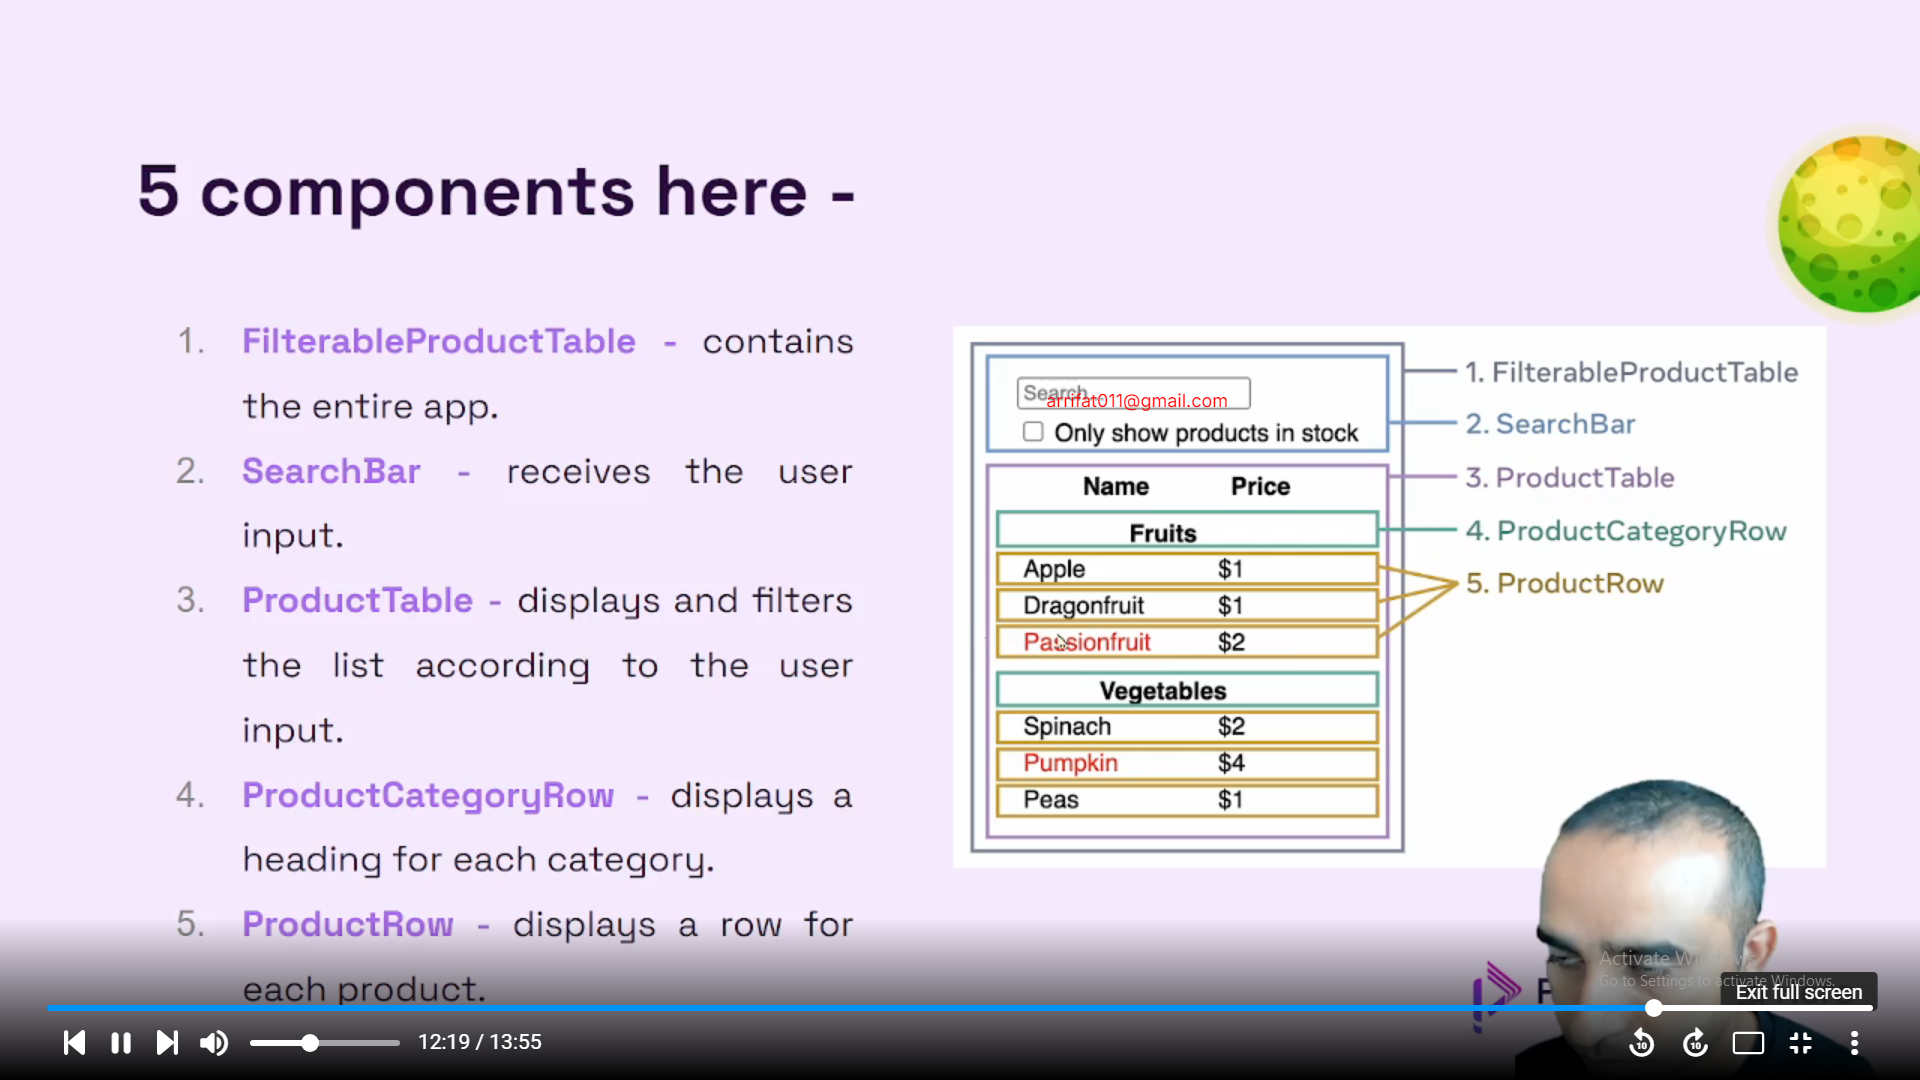 5 components here -
1. FilterableProductTable - contains
the entire app.
2. SearchBar - receives the user
input.
3. ProductTable - displays and filters
the list according to the user
input.
4. ProductCategoryRow - displays a
heading for each category.
5. ProductRow - displays a row for
each product.
Search...
arrifat011@gmail.com
Only show products in stock
Name Price
Fruits
Apple $1
Dragonfruit $1
Passionfruit $2
Vegetables
Spinach $2
Pumpkin $4
Peas $1
1. FilterableProductTable
2. SearchBar
3. ProductTable
4. ProductCategoryRow
5. ProductRow
Activate Windows
Go to Settings to activate Windows.
Exit full screen
12:19 / 13:55
10 10